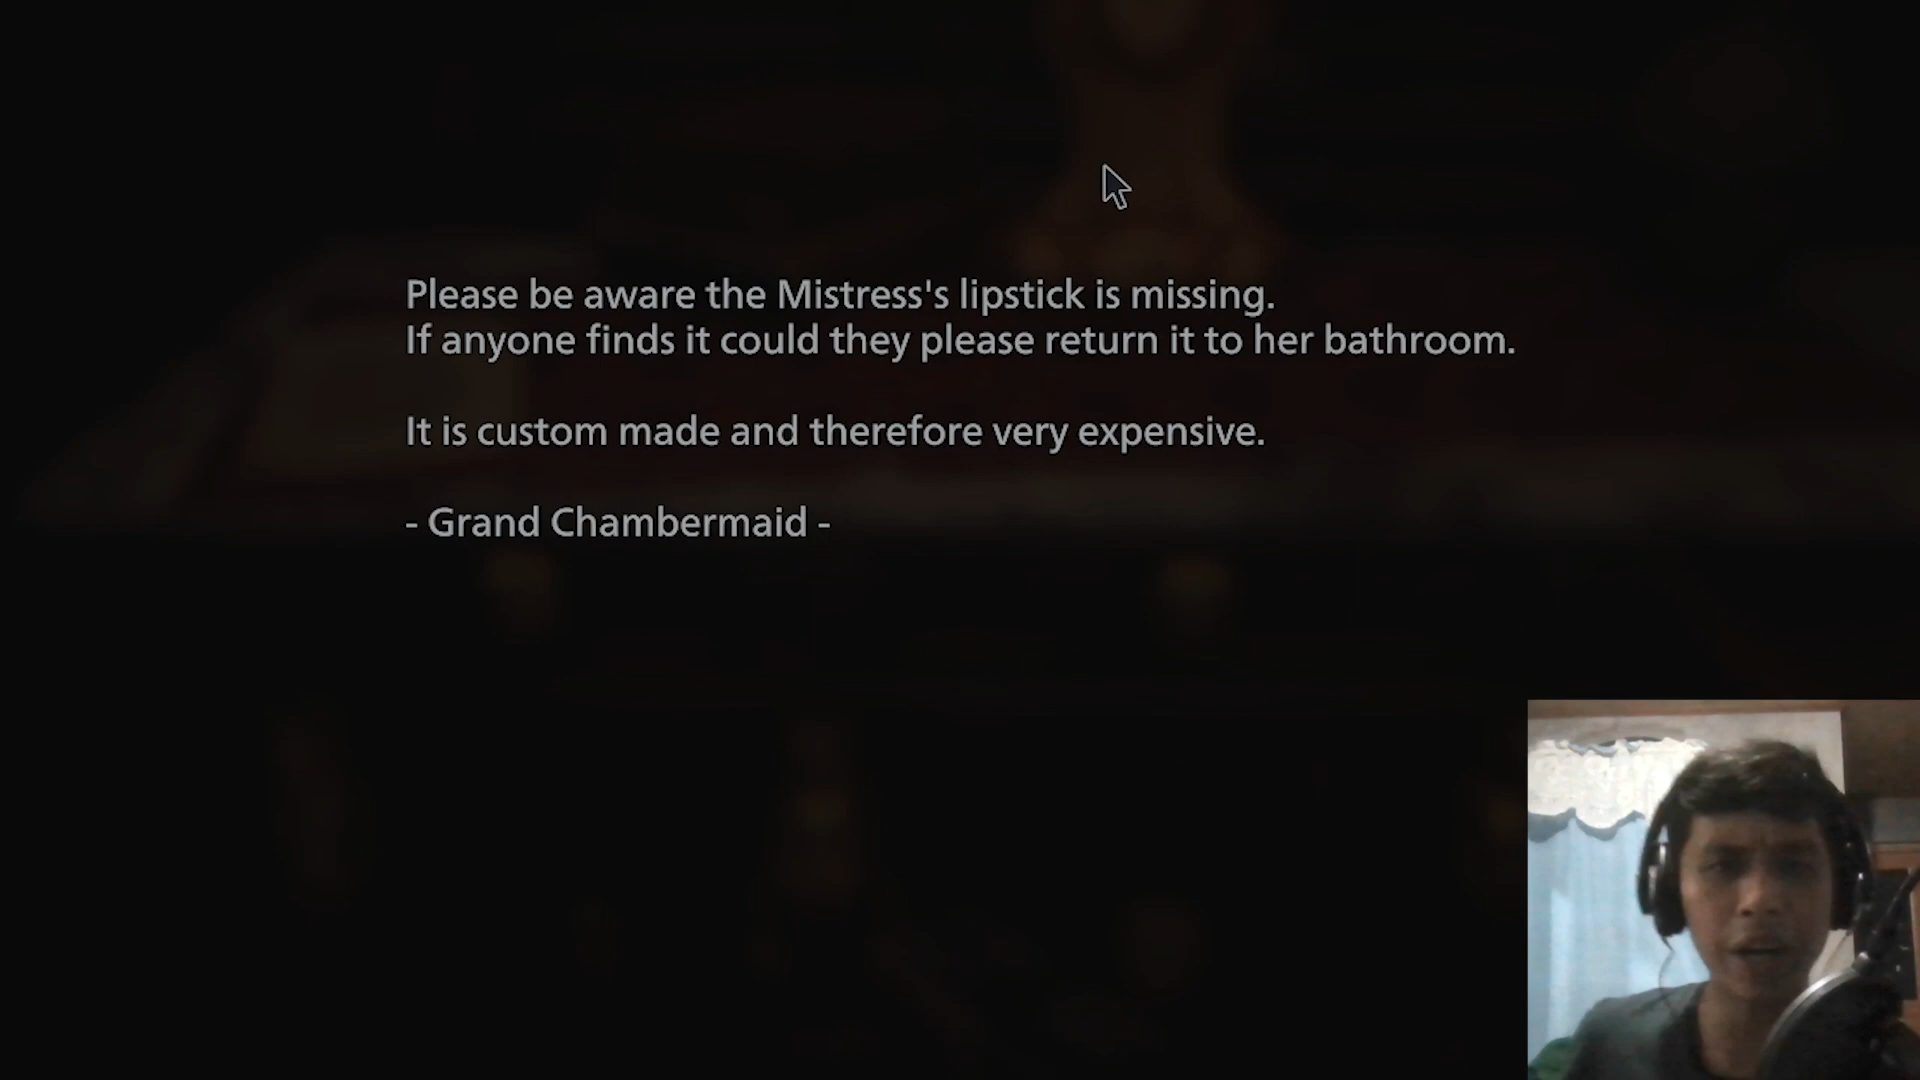 Please be aware the Mistress's lipstick is missing.
If anyone finds it could they please return it to her bathroom.
It is custom made and therefore very expensive.
- Grand Chambermaid -